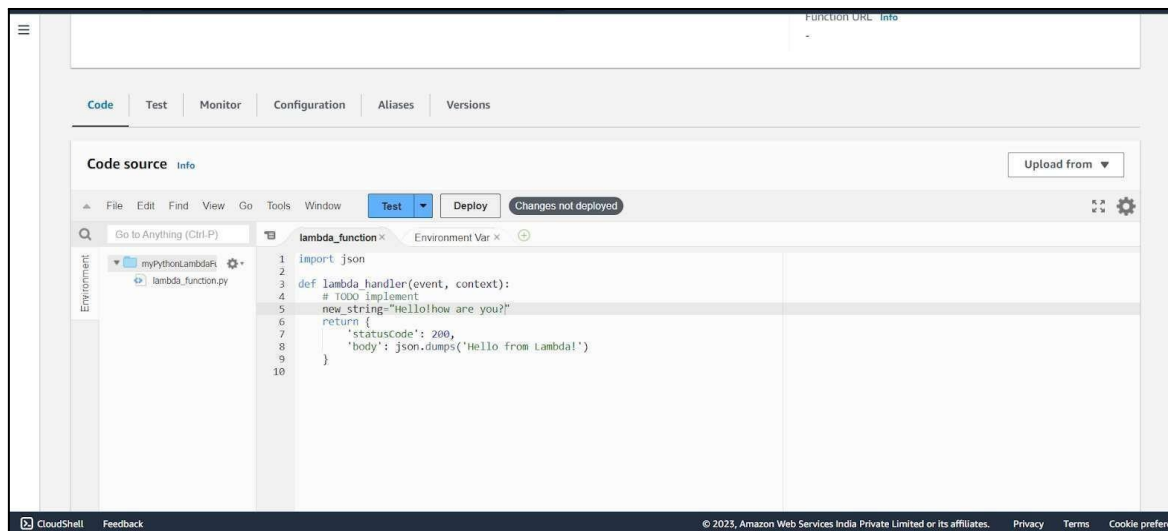 Function URL Info
-
Code Test Monitor Configuration Aliases Versions
Code source Info
Upload from
File Edit Find View Go Tools Window Test Deploy Changes not deployed
Go to Anything (Ctrl-P)
lambda_function × Environment Var ×
Environment
myPythonLambdaFu
lambda_function.py
1 import json
2
3 def lambda_handler(event, context):
4 # TODO implement
5 new_string="Hello!how are you?"
6 return {
7 'statusCode': 200,
8 'body': json.dumps('Hello from Lambda!')
9 }
10
CloudShell Feedback © 2023, Amazon Web Services India Private Limited or its affiliates. Privacy Terms Cookie prefer